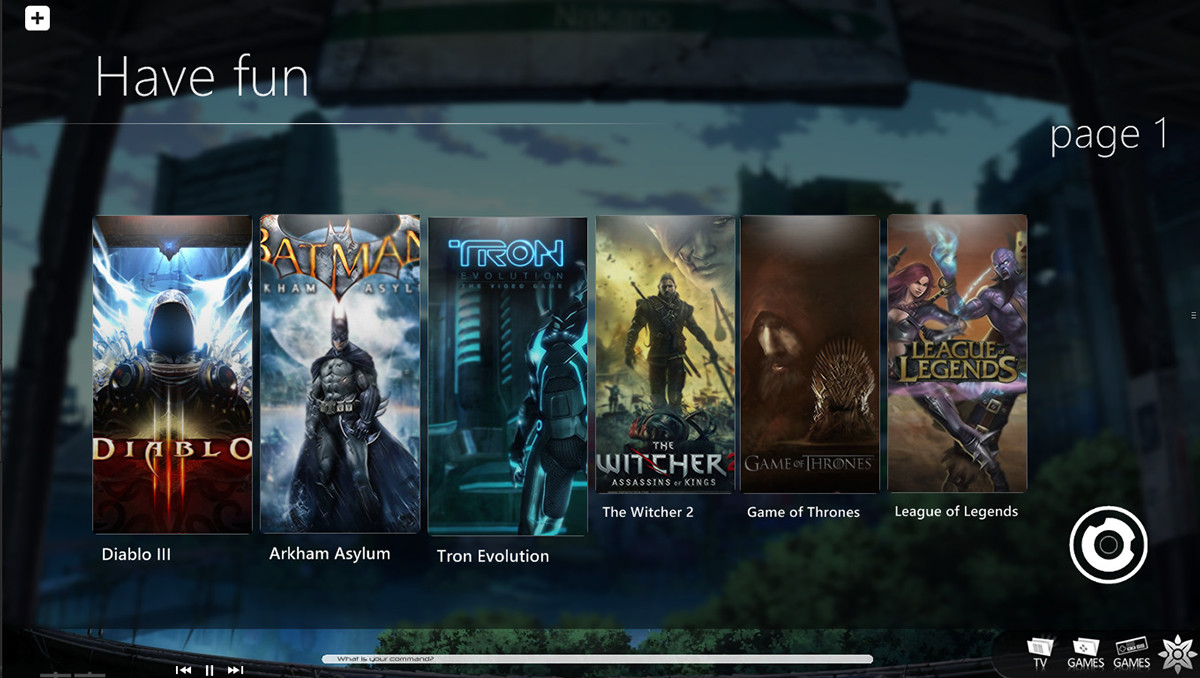 Nakano
Have fun
page 1
DIABLO
III
BATMAN
ARKHAM ASYLUM
TRON
EVOLUTION
THE VIDEO GAME
THE
WITCHER 2
ASSASSINS OF KINGS
GAME OF THRONES
LEAGUE OF
LEGENDS
The Witcher 2
Game of Thrones
League of Legends
Diablo III
Arkham Asylum
Tron Evolution
What is your command?
TV
GAMES
GAMES